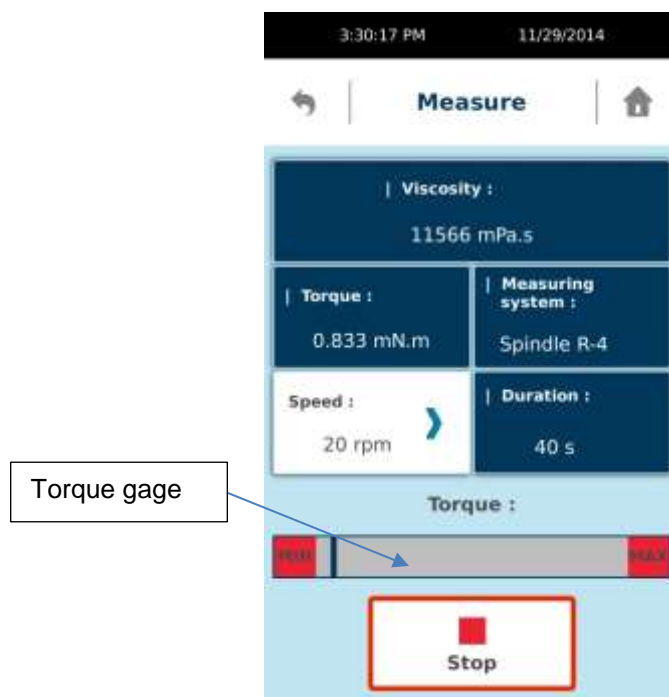 3:30:17 PM 11/29/2014
Measure
| Viscosity :
11566 mPa.s
| Torque :
0.833 mN.m
| Measuring
system :
Spindle R-4
Speed :
20 rpm
| Duration :
40 s
Torque gage
Torque :
MIN MAX
Stop